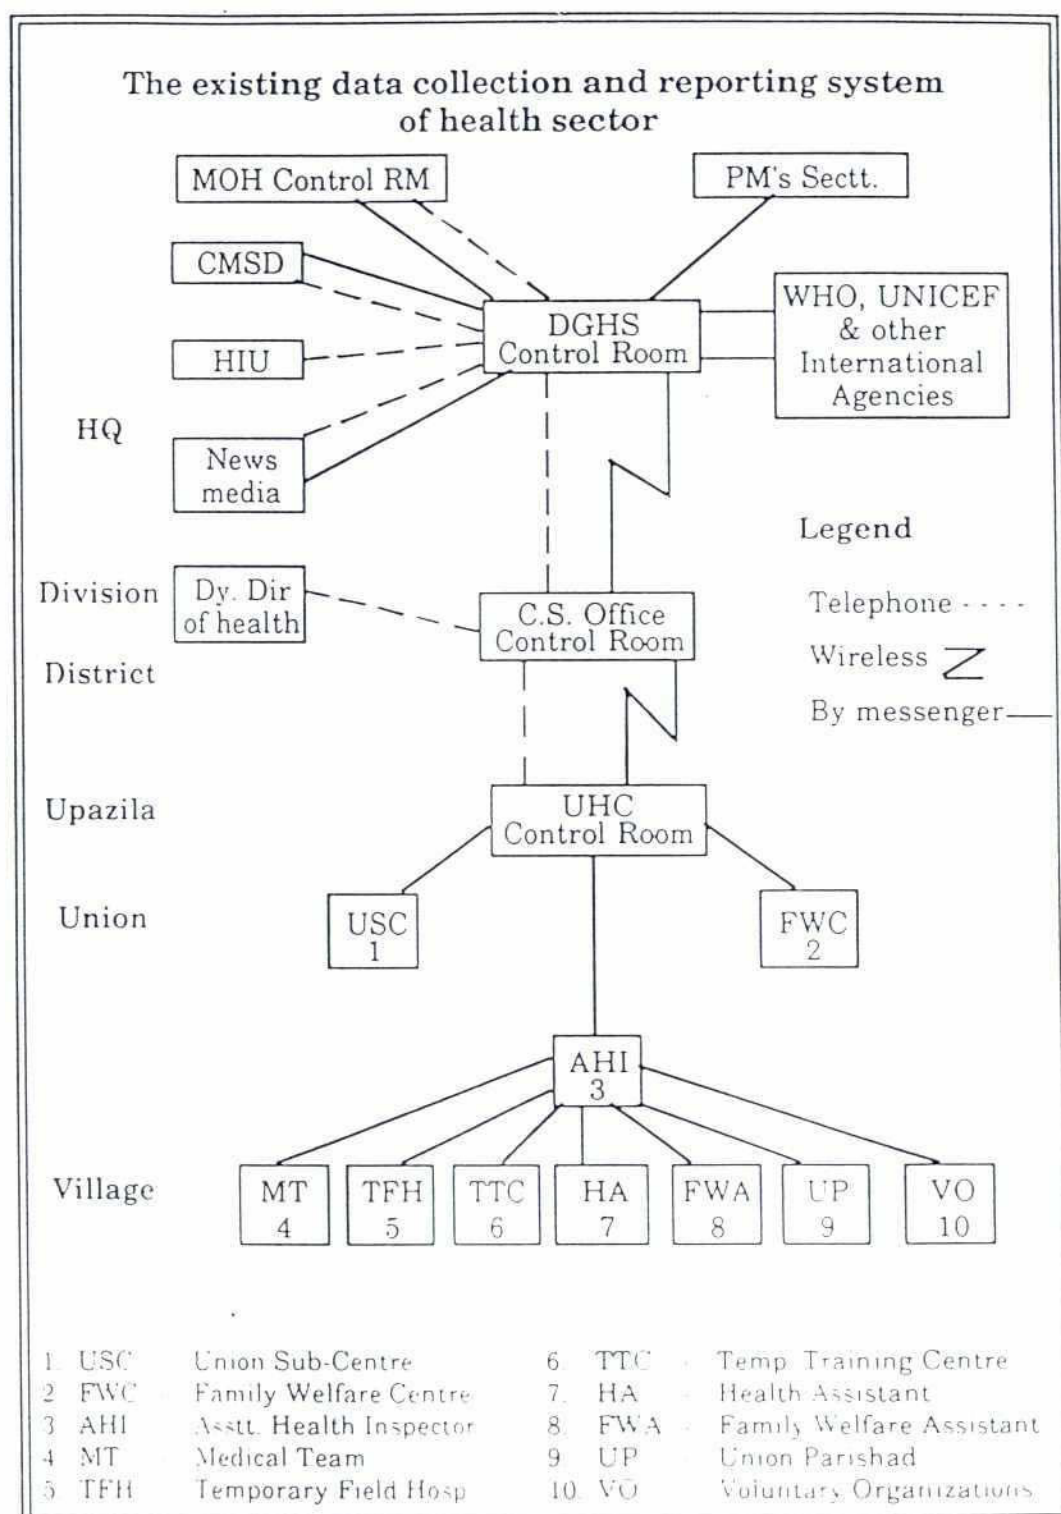 The existing data collection and reporting system
of health sector
MOH Control RM
PM's Sectt.
CMSD
DGHS
Control Room
WHO, UNICEF
& other
International
Agencies
HIU
HQ
News
media
Legend
Division
Dy. Dir
of health
C.S. Office
Control Room
Telephone ----
Wireless
District
By messenger
Upazila
UHC
Control Room
Union
USC
1
FWC
2
AHI
3
Village
MT
4
TFH
5
TTC
6
HA
7
FWA
8
UP
9
VO
10
1. USC Union Sub-Centre
2 FWC - Family Welfare Centre
3 AHI Asstt. Health Inspector
4 MT Medical Team
5 TFH Temporary Field Hosp
6. TTC - Temp Training Centre
7. HA - Health Assistant
8. FWA - Family Welfare Assistant
9 UP - Union Parishad
10. VO Voluntary Organizations